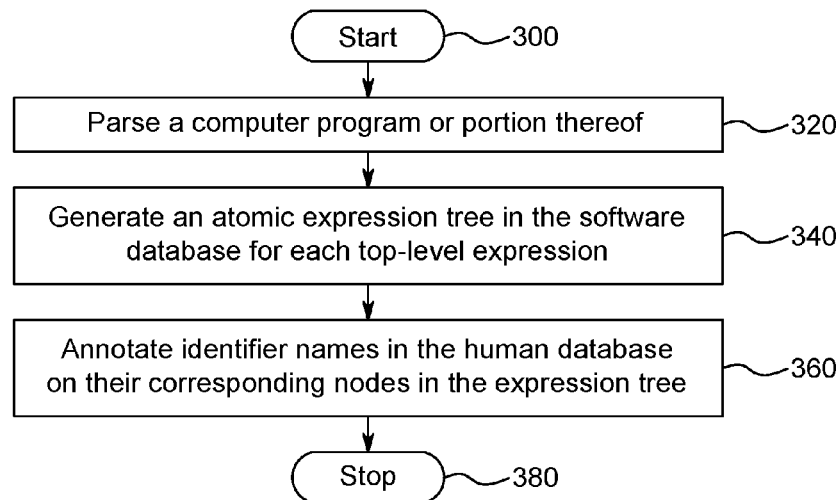 Start
300
Parse a computer program or portion thereof
320
Generate an atomic expression tree in the software
database for each top-level expression
340
Annotate identifier names in the human database
on their corresponding nodes in the expression tree
360
Stop
380